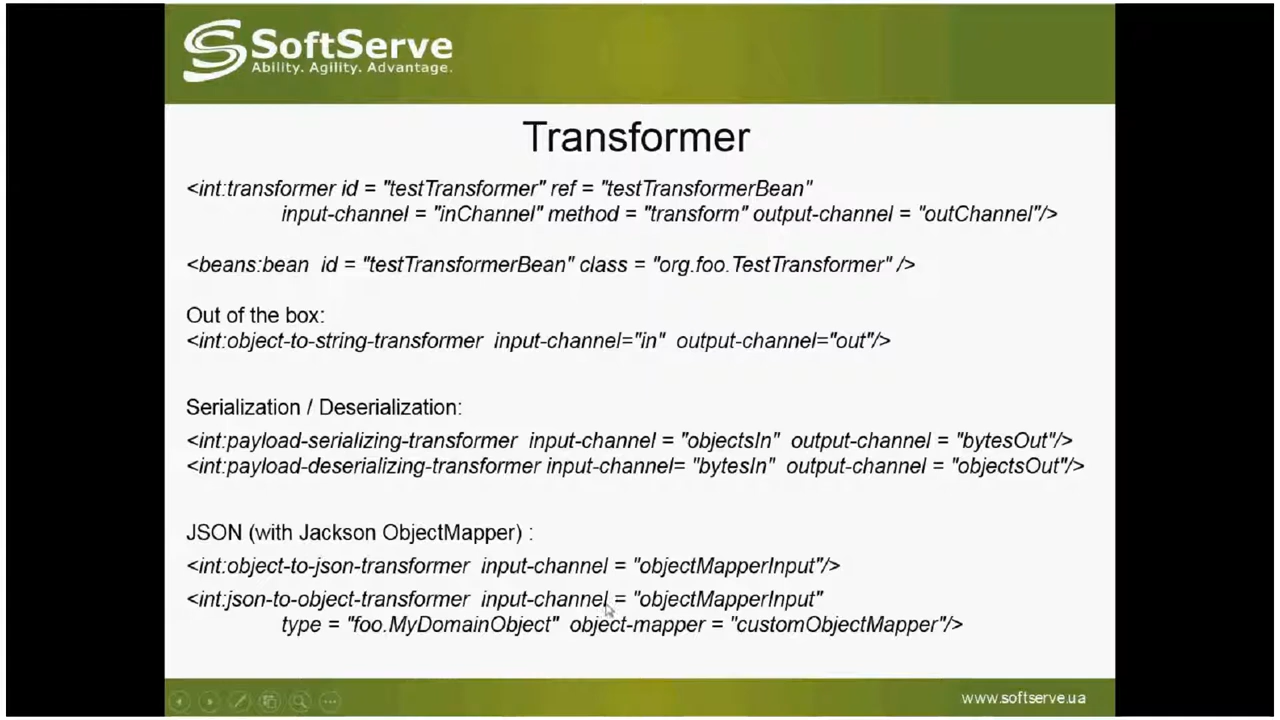 SoftServe
Ability. Agility. Advantage.
Transformer
<int:transformer id = "testTransformer" ref = "testTransformerBean"
input-channel = "inChannel" method = "transform" output-channel = "outChannel"/>
<beans:bean id = "testTransformerBean" class = "org.foo.TestTransformer" />
Out of the box:
<int:object-to-string-transformer input-channel="in" output-channel="out"/>
Serialization / Deserialization:
<int:payload-serializing-transformer input-channel = "objectsIn" output-channel = "bytesOut"/>
<int:payload-deserializing-transformer input-channel= "bytesIn" output-channel = "objectsOut"/>
JSON (with Jackson ObjectMapper) :
<int:object-to-json-transformer input-channel = "objectMapperInput"/>
<int:json-to-object-transformer input-channel = "objectMapperInput"
type = "foo.MyDomainObject" object-mapper = "customObjectMapper"/>
www.softserve.ua